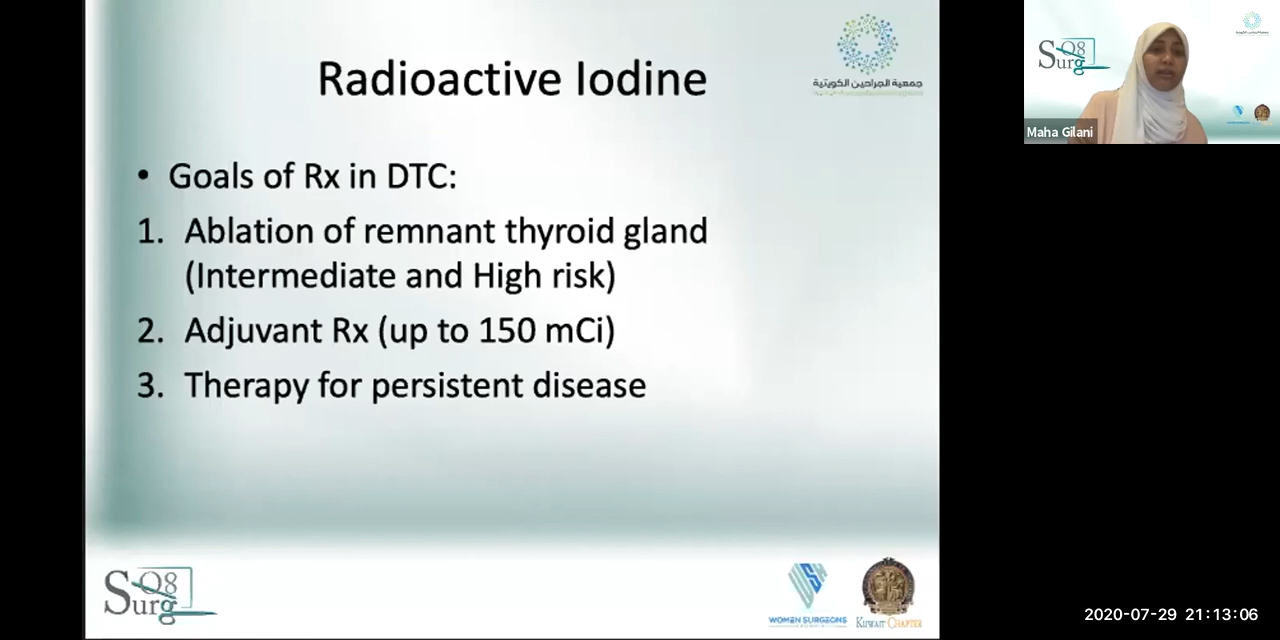 Radioactive Iodine
جمعية الجراحين الكويتية
• Goals of Rx in DTC:
1. Ablation of remnant thyroid gland
(Intermediate and High risk)
2. Adjuvant Rx (up to 150 mCi)
3. Therapy for persistent disease
SQ8
Surg
WOMEN SURGEONS
KUWAIT CHAPTER
Q8
Surg
Maha Gilani
2020-07-29 21:13:06